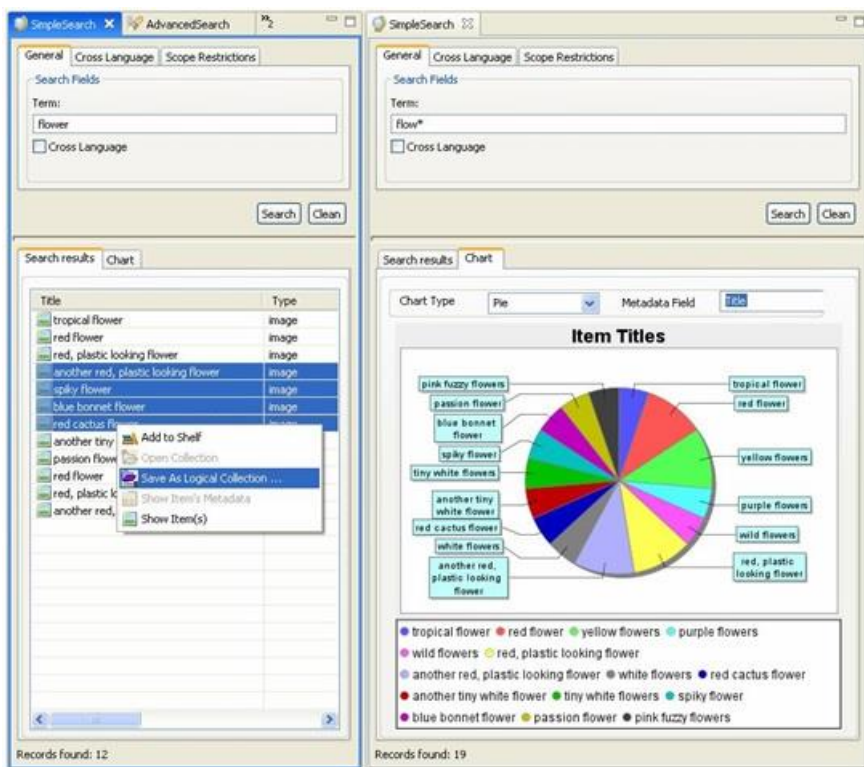 SimpleSearch
AdvancedSearch
»2
General Cross Language Scope Restrictions
Search Fields
Term:
flower
Cross Language
Search Clean
Search results Chart
Title Type
tropical flower image
red flower image
red, plastic looking flower image
another red, plastic looking flower image
spiky flower image
blue bonnet flower image
red cactus flower image
another tiny
passion flow
red flower
red, plastic
another red,
Add to Shelf
Open Collection
Save As Logical Collection ...
Show Item's Metadata
Show Item(s)
Records found: 12
SimpleSearch
General Cross Language Scope Restrictions
Search Fields
Term:
flow*
Cross Language
Search Clean
Search results Chart
Chart Type Pie Metadata Field Title
Item Titles
pink fuzzy flowers
passion flower
blue bonnet
flower
spiky flower
tiny white flowers
another tiny
white flower
red cactus flower
white flowers
another red,
plastic looking
flower
tropical flower
red flower
yellow flowers
purple flowers
wild flowers
red, plastic
looking flower
tropical flower red flower yellow flowers purple flowers
wild flowers red, plastic looking flower
another red, plastic looking flower white flowers red cactus flower
another tiny white flower tiny white flowers spiky flower
blue bonnet flower passion flower pink fuzzy flowers
Records found: 19